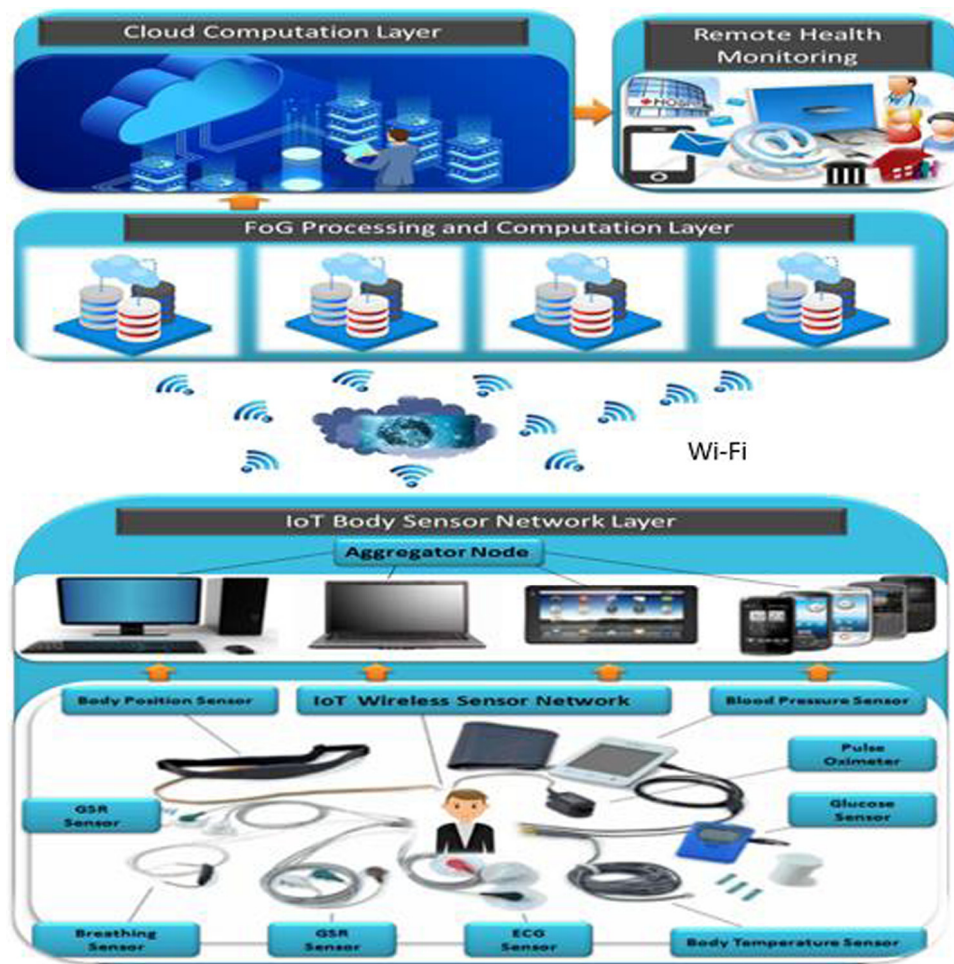 Cloud Computation Layer
Remote Health
Monitoring
HOSPI
FoG Processing and Computation Layer
Wi-Fi
IoT Body Sensor Network Layer
Aggregator Node
Body Position Sensor
IoT Wireless Sensor Network
Blood Pressure Sensor
Pulse
Oximeter
GSR
Sensor
Glucose
Sensor
Breathing
Sensor
GSR
Sensor
ECG
Sensor
Body Temperature Sensor